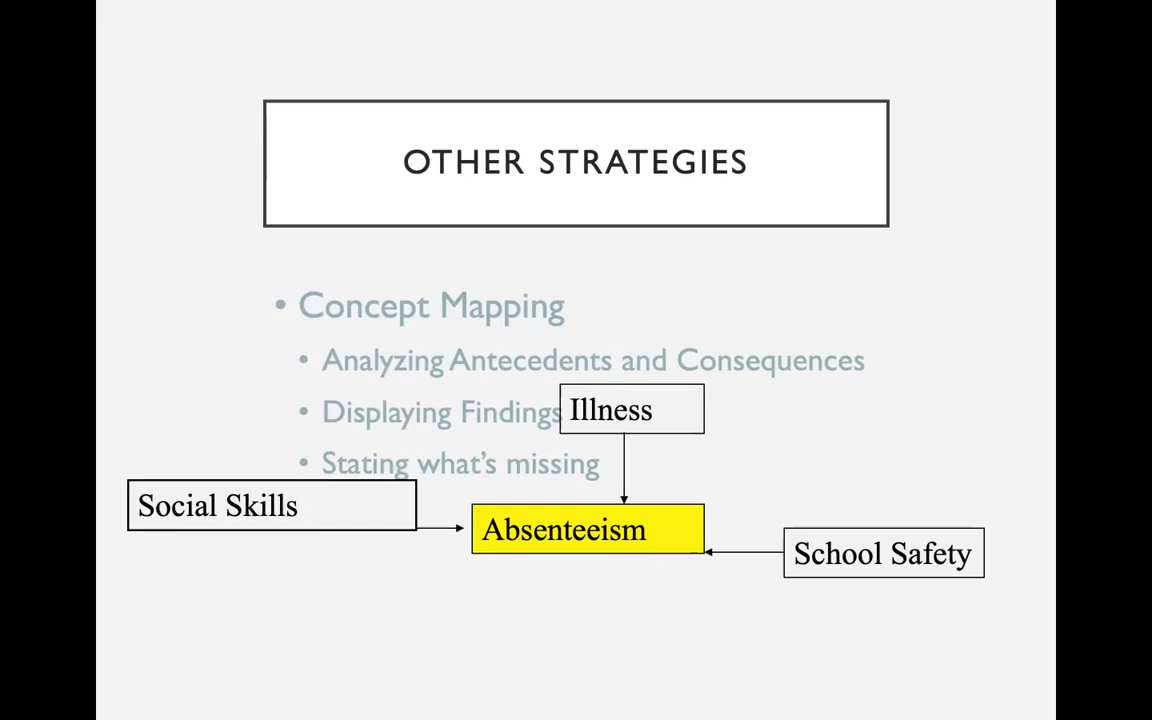 OTHER STRATEGIES
• Concept Mapping
• Analyzing Antecedents and Consequences
• Displaying Findings
Illness
• Stating what's missing
Social Skills
Absenteeism
School Safety